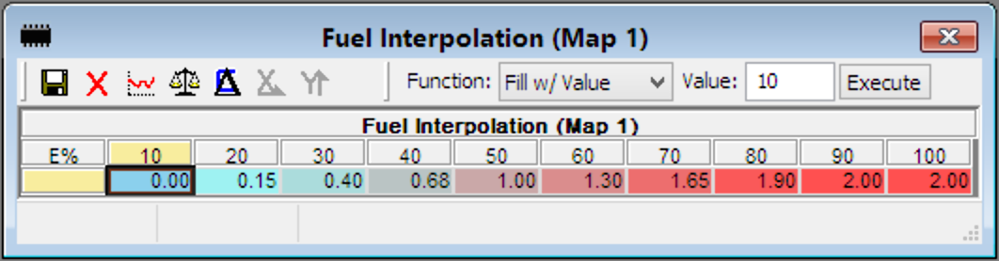 Fuel Interpolation (Map 1)
Function: Fill w/ Value Value: 10 Execute
Fuel Interpolation (Map 1)
E% 10 20 30 40 50 60 70 80 90 100
0.00 0.15 0.40 0.68 1.00 1.30 1.65 1.90 2.00 2.00